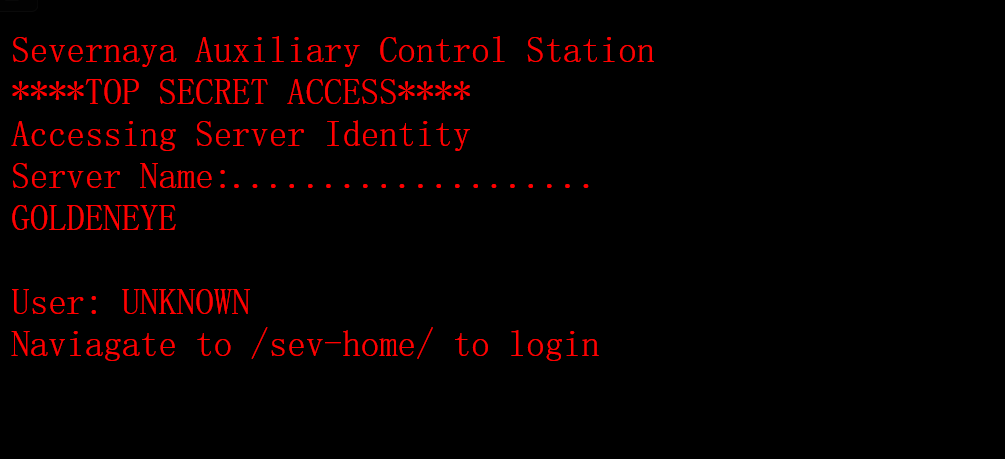 Severnaya Auxiliary Control Station
****TOP SECRET ACCESS****
Accessing Server Identity
Server Name:....................
GOLDENEYE
User: UNKNOWN
Naviagate to /sev-home/ to login